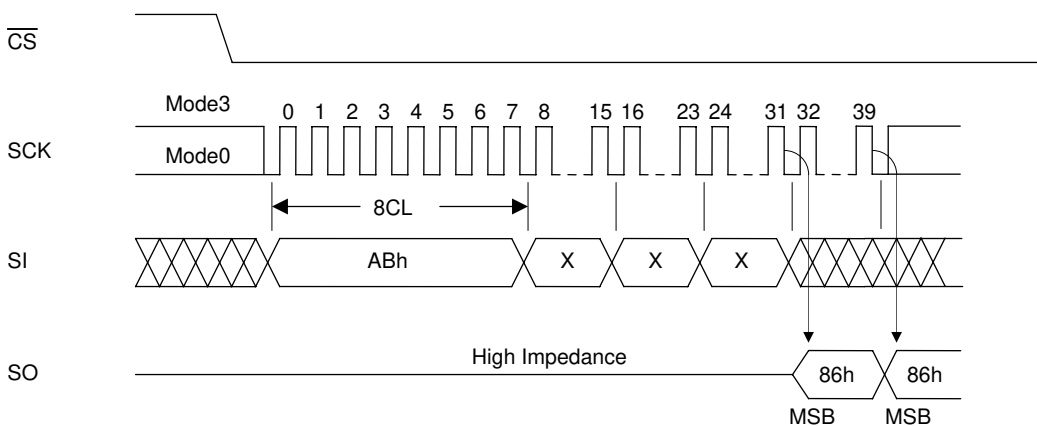 CS
Mode3
0 1 2 3 4 5 6 7 8 15 16 23 24 31 32 39
SCK
Mode0
8CL
SI
ABh X X X
High Impedance
SO
86h 86h
MSB MSB